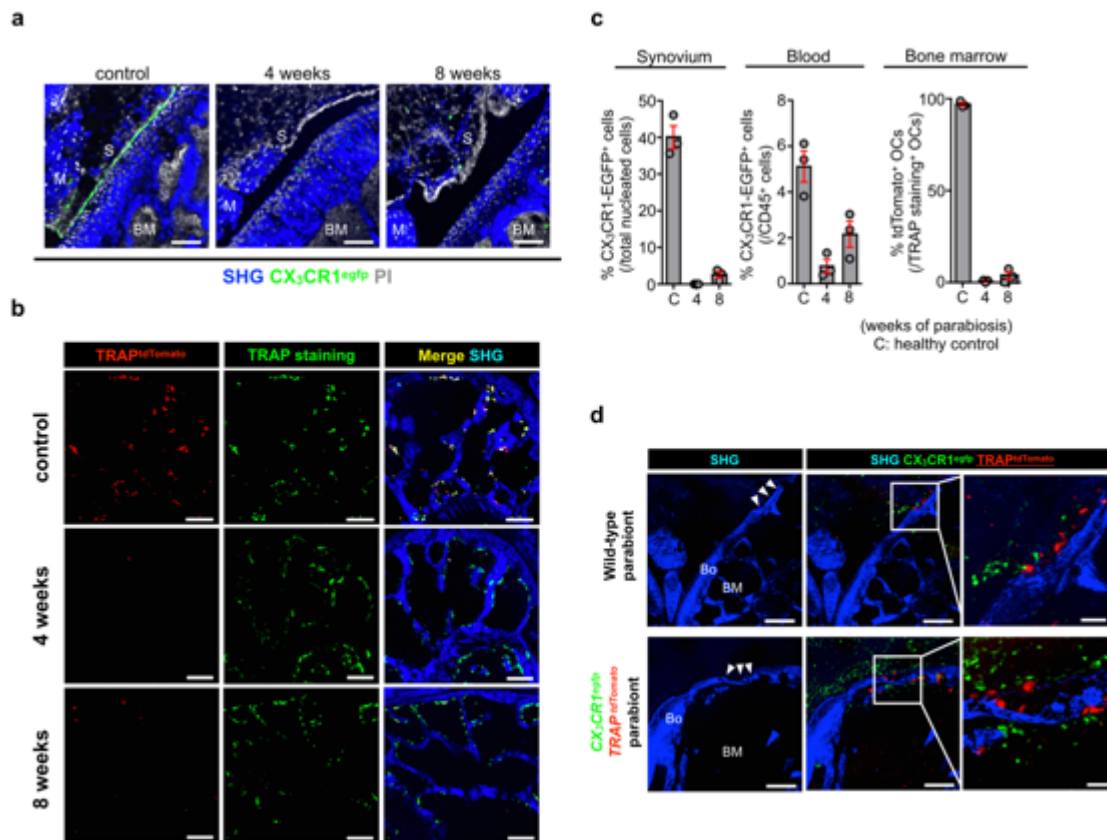 a
control
4 weeks
8 weeks
S
M
BM
S
M
BM
S
M
BM
SHG CX₃CR1ᵉᵍᶠᵖ PI
b
TRAPᵗᵈᵀᵒᵐᵃᵗᵒ
TRAP staining
Merge SHG
control
4 weeks
8 weeks
c
Synovium
Blood
Bone marrow
% CX₃CR1-EGFP⁺ cells
(/total nucleated cells)
50
40
30
20
10
0
C 4 8
% CX₃CR1-EGFP⁺ cells
(/CD45⁺ cells)
8
6
4
2
0
C 4 8
% tdTomato⁺ OCs
(/TRAP staining⁺ OCs)
100
50
0
C 4 8
(weeks of parabiosis)
C: healthy control
d
SHG
SHG CX₃CR1ᵉᵍᶠᵖ TRAPᵗᵈᵀᵒᵐᵃᵗᵒ
Wild-type
parabiont
Bo
BM
CX₃CR1ᵉᵍᶠᵖ
TRAPᵗᵈᵀᵒᵐᵃᵗᵒ
parabiont
Bo
BM